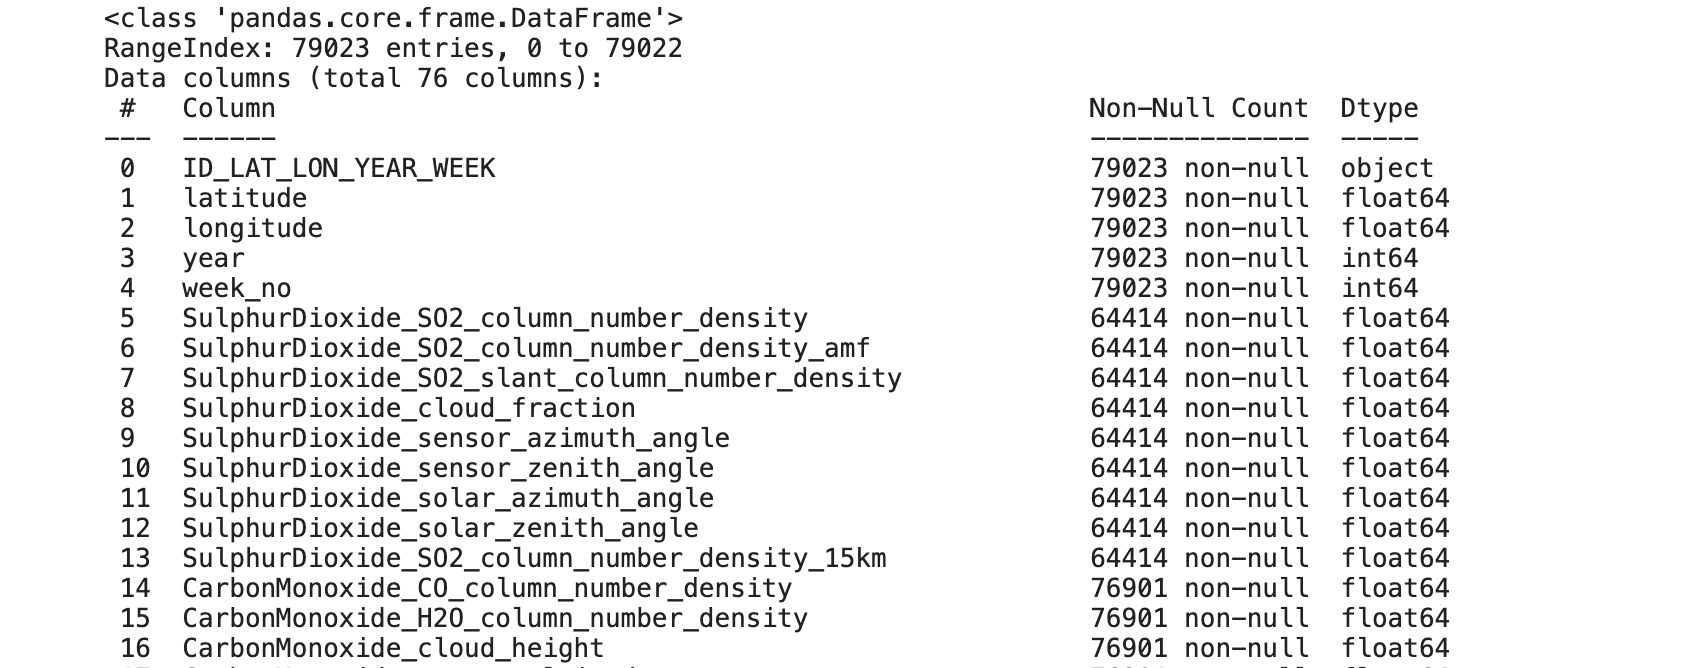 <class 'pandas.core.frame.DataFrame'>
RangeIndex: 79023 entries, 0 to 79022
Data columns (total 76 columns):
 #   Column                                                    Non-Null Count  Dtype
---  ------                                                    --------------  -----
 0   ID_LAT_LON_YEAR_WEEK                                      79023 non-null  object
 1   latitude                                                  79023 non-null  float64
 2   longitude                                                 79023 non-null  float64
 3   year                                                      79023 non-null  int64
 4   week_no                                                   79023 non-null  int64
 5   SulphurDioxide_SO2_column_number_density                  64414 non-null  float64
 6   SulphurDioxide_SO2_column_number_density_amf              64414 non-null  float64
 7   SulphurDioxide_SO2_slant_column_number_density            64414 non-null  float64
 8   SulphurDioxide_cloud_fraction                             64414 non-null  float64
 9   SulphurDioxide_sensor_azimuth_angle                       64414 non-null  float64
 10  SulphurDioxide_sensor_zenith_angle                        64414 non-null  float64
 11  SulphurDioxide_solar_azimuth_angle                        64414 non-null  float64
 12  SulphurDioxide_solar_zenith_angle                         64414 non-null  float64
 13  SulphurDioxide_SO2_column_number_density_15km             64414 non-null  float64
 14  CarbonMonoxide_CO_column_number_density                   76901 non-null  float64
 15  CarbonMonoxide_H2O_column_number_density                  76901 non-null  float64
 16  CarbonMonoxide_cloud_height                               76901 non-null  float64